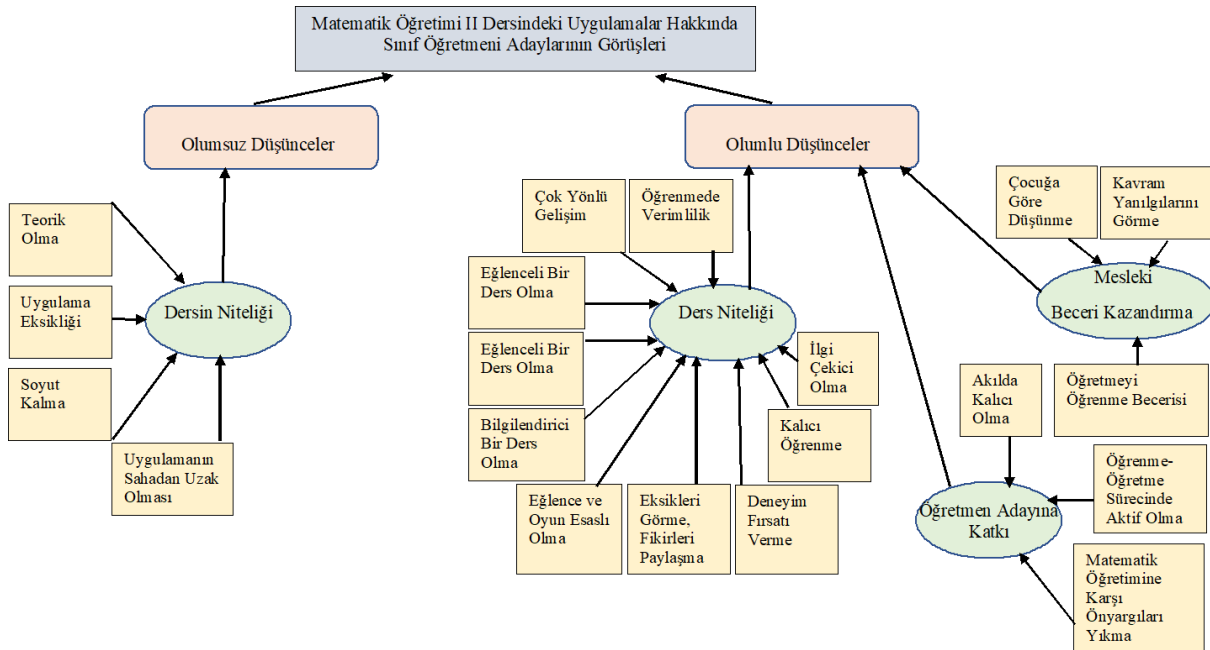 Matematik Öğretimi II Dersindeki Uygulamalar Hakkında
Sınıf Öğretmeni Adaylarının Görüşleri
Olumsuz Düşünceler
Olumlu Düşünceler
Teorik
Olma
Uygulama
Eksikliği
Soyut
Kalma
Uygulamanın
Sahadan Uzak
Olması
Dersin Niteliği
Çok Yönlü
Gelişim
Öğrenmede
Verimlilik
Eğlenceli Bir
Ders Olma
Eğlenceli Bir
Ders Olma
Bilgilendirici
Bir Ders
Olma
Eğlence ve
Oyun Esaslı
Olma
Eksikleri
Görme,
Fikirleri
Paylaşma
Deneyim
Fırsatı
Verme
Kalıcı
Öğrenme
İlgi
Çekici
Olma
Ders Niteliği
Çocuğa
Göre
Düşünme
Kavram
Yanılgılarını
Görme
Mesleki
Beceri Kazandırma
Öğretmeyi
Öğrenme Becerisi
Akılda
Kalıcı
Olma
Öğrenme-
Öğretme
Sürecinde
Aktif Olma
Öğretmen Adayına
Katkı
Matematik
Öğretimine
Karşı
Önyargıları
Yıkma